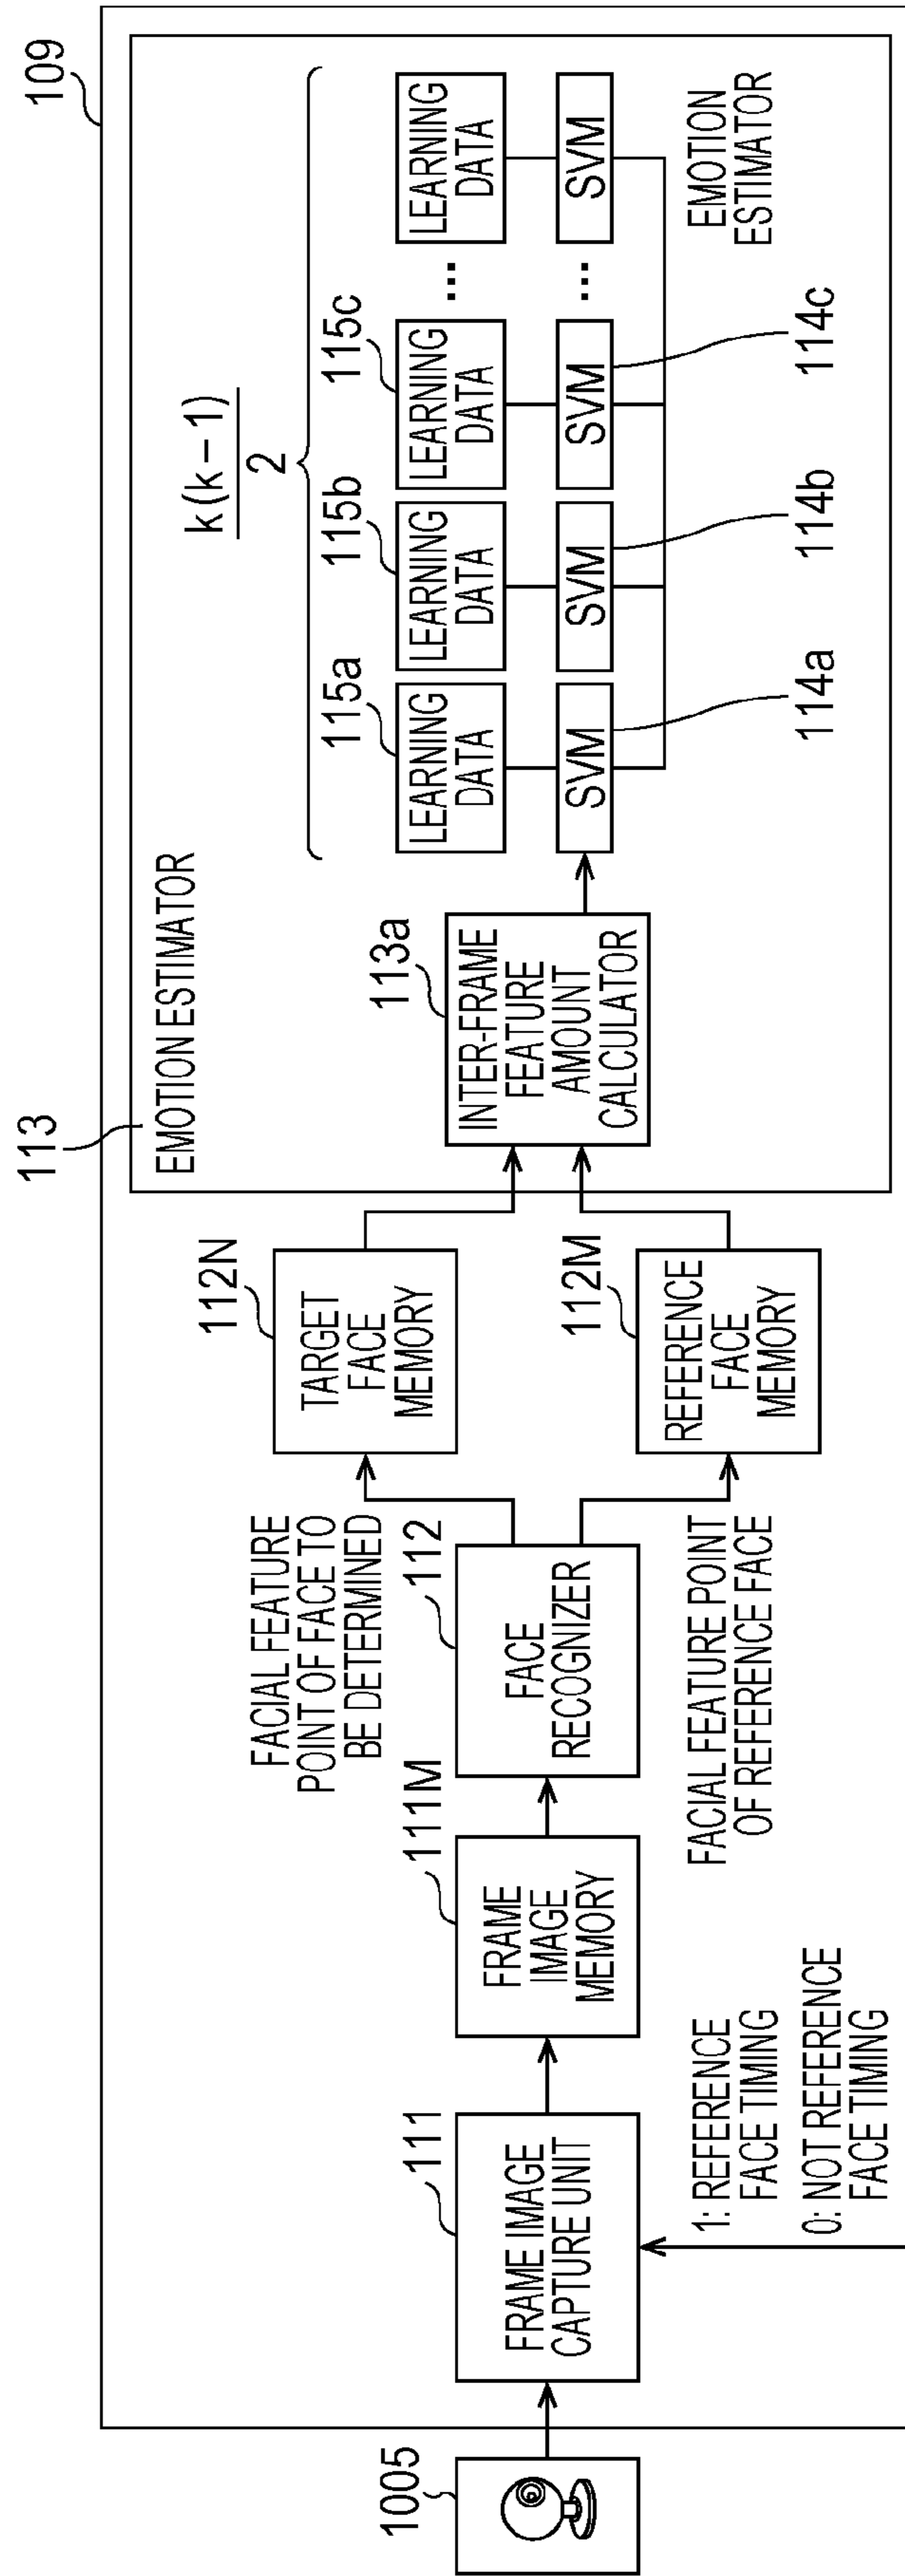 109
113
EMOTION ESTIMATOR
k(k−1)
2
115a
115b
115c
LEARNING
DATA
LEARNING
DATA
LEARNING
DATA
...
LEARNING
DATA
SVM
SVM
SVM
...
SVM
114a
114b
114c
EMOTION
ESTIMATOR
113a
INTER-FRAME
FEATURE
AMOUNT
CALCULATOR
112N
TARGET
FACE
MEMORY
112M
REFERENCE
FACE
MEMORY
FACIAL FEATURE
POINT OF FACE TO
BE DETERMINED
112
FACE
RECOGNIZER
FACIAL FEATURE POINT
OF REFERENCE FACE
111M
FRAME
IMAGE
MEMORY
111
FRAME IMAGE
CAPTURE UNIT
1: REFERENCE
FACE TIMING
0: NOT REFERENCE
FACE TIMING
1005